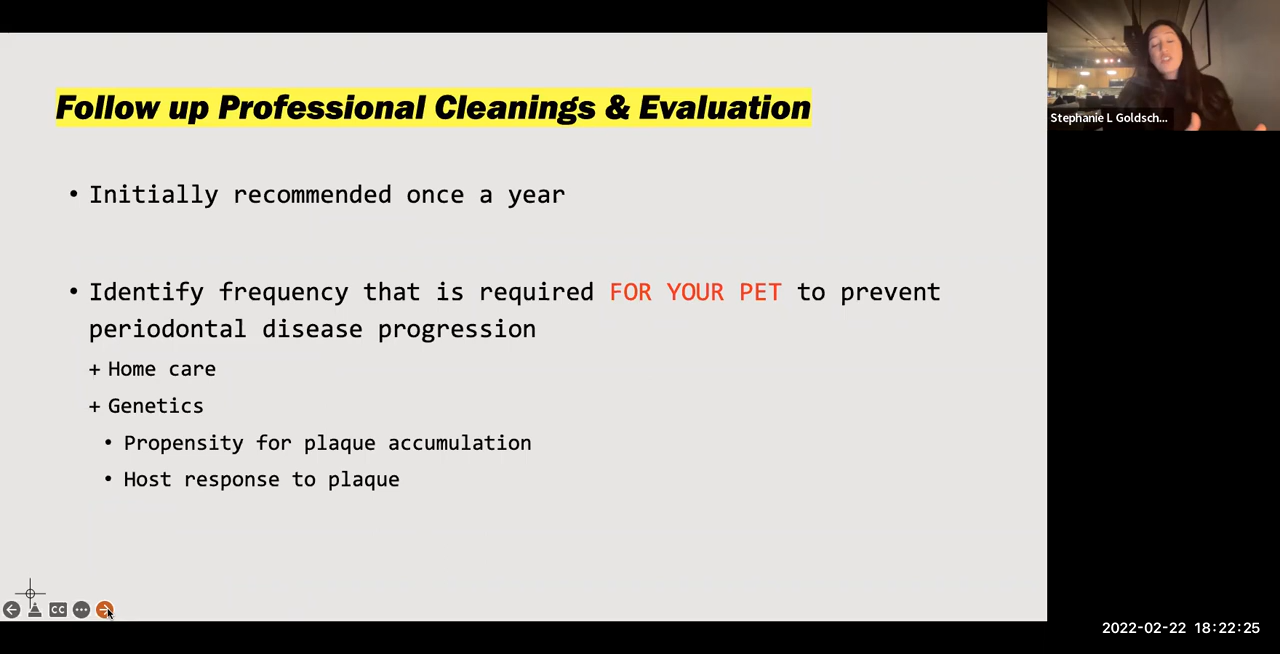 Follow up Professional Cleanings & Evaluation
Stephanie L Goldsch...
• Initially recommended once a year
• Identify frequency that is required FOR YOUR PET to prevent
periodontal disease progression
+ Home care
+ Genetics
• Propensity for plaque accumulation
• Host response to plaque
CC
2022-02-22 18:22:25